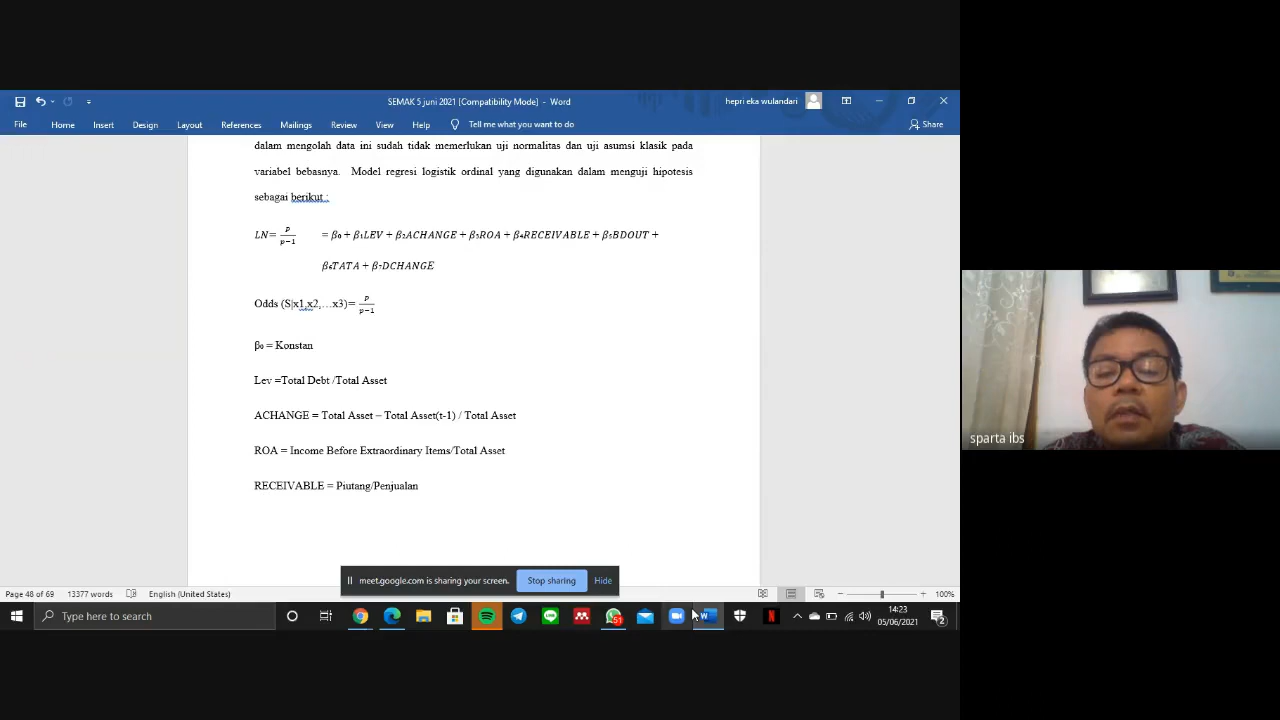 SEMAK 5 juni 2021 [Compatibility Mode] - Word
hepri eka wulandari
File Home Insert Design Layout References Mailings Review View Help Tell me what you want to do Share
dalam mengolah data ini sudah tidak memerlukan uji normalitas dan uji asumsi klasik pada
variabel bebasnya. Model regresi logistik ordinal yang digunakan dalam menguji hipotesis
sebagai berikut :
LN= p/p−1 = β₀ + β₁LEV + β₂ACHANGE + β₃ROA + β₄RECEIVABLE + β₅BDOUT +
β₆TATA + β₇DCHANGE
Odds (S|x1,x2,…x3)= p/p−1
β₀ = Konstan
Lev =Total Debt /Total Asset
ACHANGE = Total Asset – Total Asset(t-1) / Total Asset
ROA = Income Before Extraordinary Items/Total Asset
RECEIVABLE = Piutang/Penjualan
sparta ibs
meet.google.com is sharing your screen. Stop sharing Hide
Page 48 of 69 13377 words English (United States) 100%
Type here to search
51
W
N
14:23
05/06/2021
2